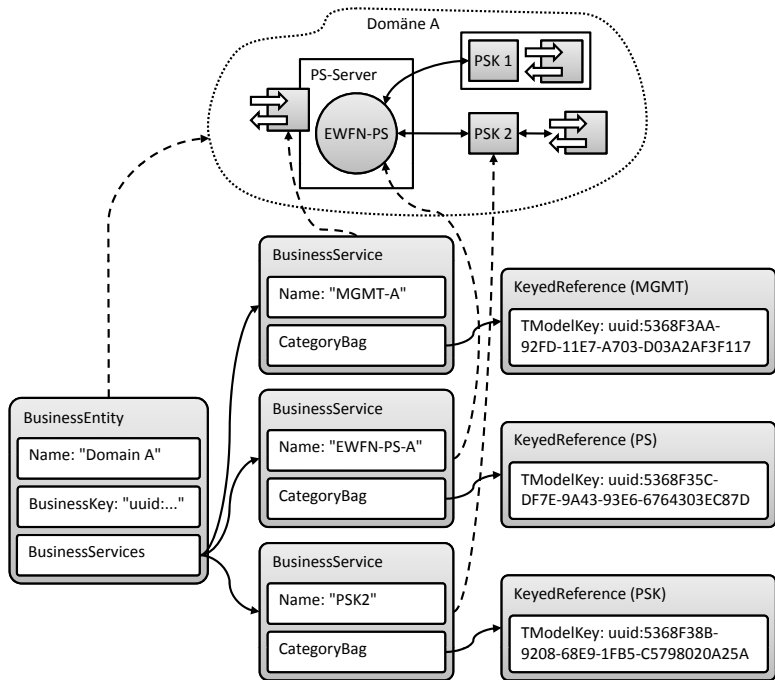 Domäne A
PS-Server
PSK 1
EWFN-PS
PSK 2
BusinessService
Name: "MGMT-A"
CategoryBag
KeyedReference (MGMT)
TModelKey: uuid:5368F3AA-
92FD-11E7-A703-D03A2AF3F117
BusinessEntity
Name: "Domain A"
BusinessKey: "uuid:..."
BusinessServices
BusinessService
Name: "EWFN-PS-A"
CategoryBag
KeyedReference (PS)
TModelKey: uuid:5368F35C-
DF7E-9A43-93E6-6764303EC87D
BusinessService
Name: "PSK2"
CategoryBag
KeyedReference (PSK)
TModelKey: uuid:5368F38B-
9208-68E9-1FB5-C5798020A25A